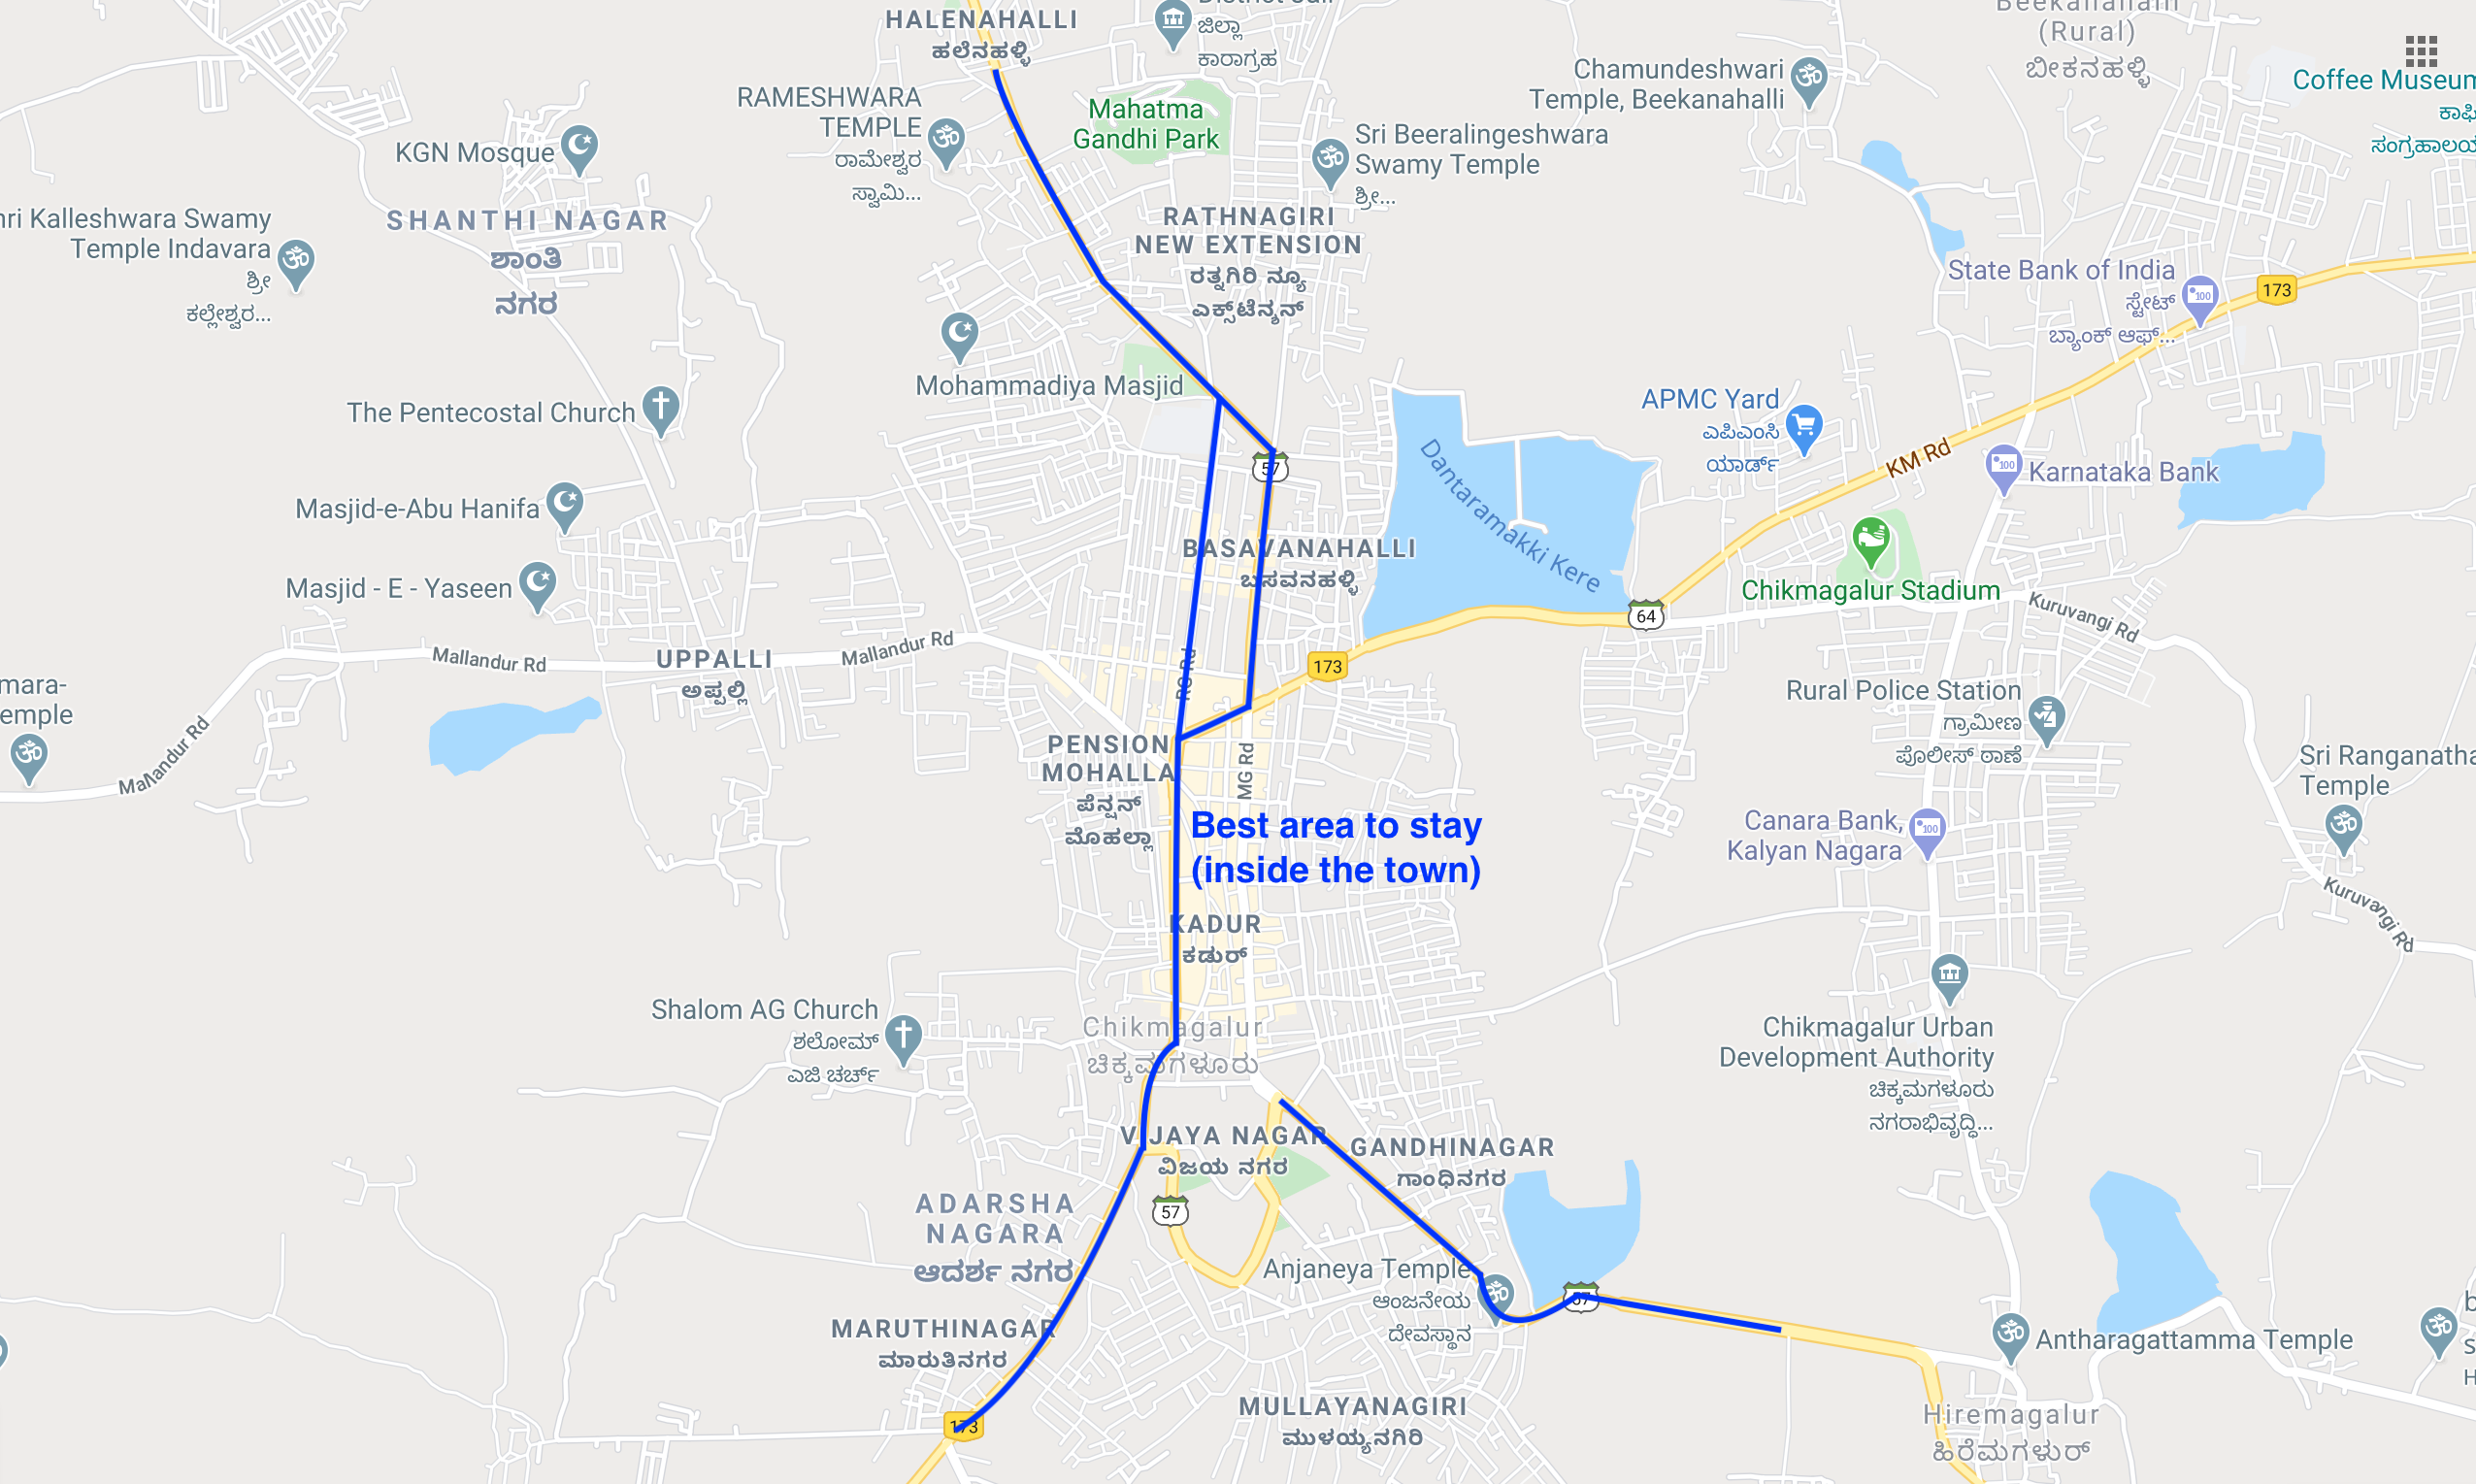 HALENAHALLI
ಹಲೆನಹಳ್ಳಿ
ಜಿಲ್ಲಾ
ಕಾರಾಗೃಹ
(Rural)
ಬೀಕನಹಳ್ಳಿ
Coffee Museum
Chamundeshwari
Temple, Beekanahalli
RAMESHWARA
TEMPLE
ರಾಮೇಶ್ವರ
ಸ್ವಾಮಿ...
Mahatma
Gandhi Park
Sri Beeralingeshwara
Swamy Temple
ಶ್ರೀ...
KGN Mosque
SHANTHI NAGAR
ಶಾಂತಿ
ನಗರ
hri Kalleshwara Swamy
Temple Indavara
ಶ್ರೀ
ಕಲ್ಲೇಶ್ವರ...
RATHNAGIRI
NEW EXTENSION
ರತ್ನಗಿರಿ ನ್ಯೂ
ಎಕ್ಸ್‌ಟೆನ್ಶನ್
State Bank of India
ಸ್ಟೇಟ್
ಬ್ಯಾಂಕ್ ಆಫ್...
173
Mohammadiya Masjid
The Pentecostal Church
APMC Yard
ಎಪಿಎಂಸಿ
ಯಾರ್ಡ್
KM Rd
Karnataka Bank
57
Dantaramakki Kere
Masjid-e-Abu Hanifa
BASAVANAHALLI
ಬಸವನಹಳ್ಳಿ
Masjid - E - Yaseen
Chikmagalur Stadium
64
Kuruvangi Rd
Mallandur Rd
Mallandur Rd
UPPALLI
ಅಪ್ಪಲ್ಲಿ
RG Rd
173
mara-
emple
Mallandur Rd
Rural Police Station
ಗ್ರಾಮೀಣ
ಪೊಲೀಸ್ ಠಾಣೆ
PENSION
MOHALLA
ಪೆನ್ಷನ್
ಮೊಹಲ್ಲಾ
MG Rd
Sri Ranganatha
Temple
Best area to stay
(inside the town)
Canara Bank,
Kalyan Nagara
Kuruvangi Rd
KADUR
ಕಡುರ್
Shalom AG Church
ಶಲೋಮ್
ಎಜಿ ಚರ್ಚ್
Chikmagalur
ಚಿಕ್ಕಮಗಳೂರು
Chikmagalur Urban
Development Authority
ಚಿಕ್ಕಮಗಳೂರು
ನಗರಾಭಿವೃದ್ಧಿ...
VIJAYA NAGAR
ವಿಜಯ ನಗರ
GANDHINAGAR
ಗಾಂಧಿನಗರ
ADARSHA
NAGARA
ಆದರ್ಶ ನಗರ
57
Anjaneya Temple
ಆಂಜನೇಯ
ದೇವಸ್ಥಾನ
57
MARUTHINAGAR
ಮಾರುತಿನಗರ
Antharagattamma Temple
173
MULLAYANAGIRI
ಮುಳಯ್ಯನಗಿರಿ
Hiremagalur
ಹಿರೆಮಗಳುರ್